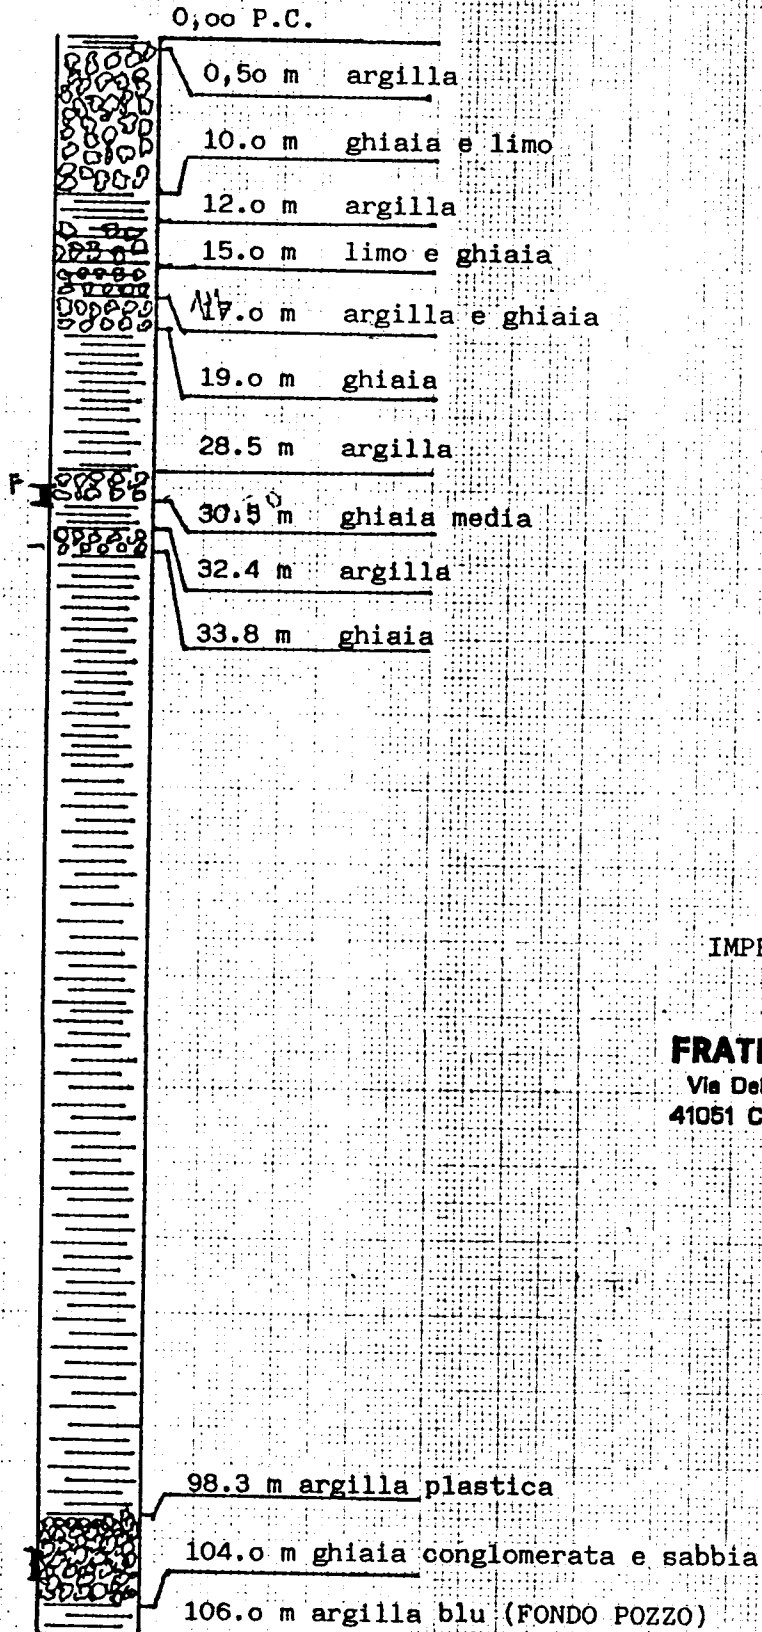 0,00 P.C.
0,50 m argilla
10.0 m ghiaia e limo
12.0 m argilla
15.0 m limo e ghiaia
17.0 m argilla e ghiaia
19.0 m ghiaia
28.5 m argilla
F
30.5 m ghiaia media
32.4 m argilla
33.8 m ghiaia
IMP
FRAT
Via Del
41051 C
98.3 m argilla plastica
104.0 m ghiaia conglomerata e sabbia
106.0 m argilla blu (FONDO POZZO)